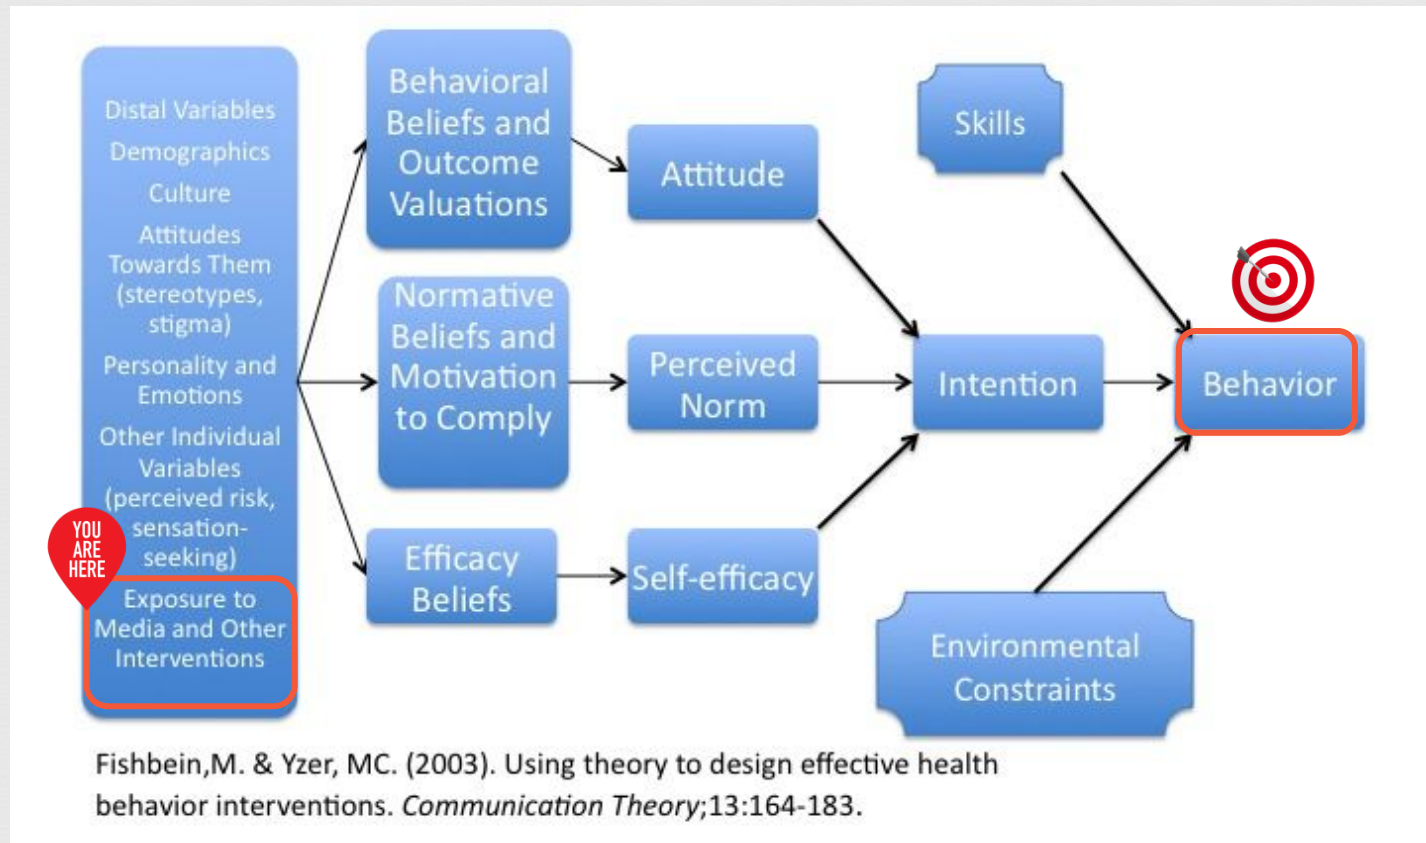 Distal Variables
Demographics
Culture
Attitudes
Towards Them
(stereotypes,
stigma)
Personality and
Emotions
Other Individual
Variables
(perceived risk,
sensation-
seeking)
YOU
ARE
HERE
Exposure to
Media and Other
Interventions
Behavioral
Beliefs and
Outcome
Valuations
Normative
Beliefs and
Motivation
to Comply
Efficacy
Beliefs
Attitude
Perceived
Norm
Self-efficacy
Intention
Skills
Behavior
Environmental
Constraints
Fishbein,M. & Yzer, MC. (2003). Using theory to design effective health
behavior interventions. Communication Theory;13:164-183.